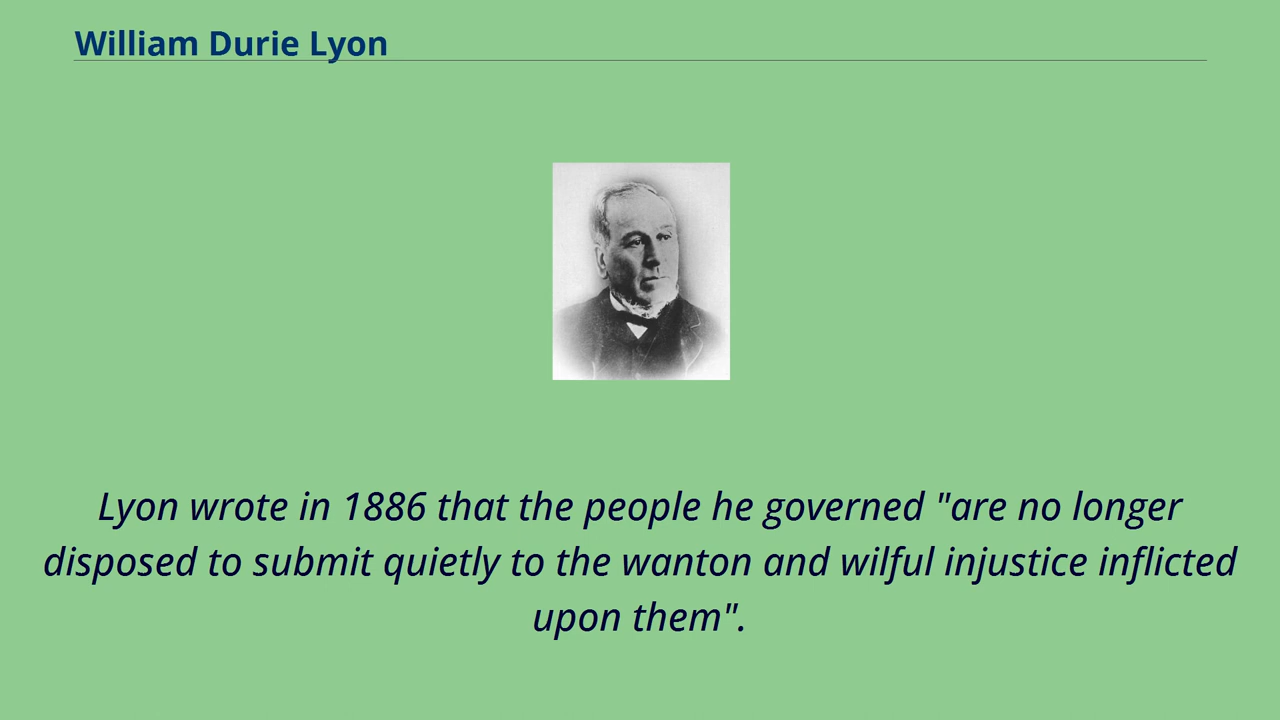 William Durie Lyon
Lyon wrote in 1886 that the people he governed "are no longer
disposed to submit quietly to the wanton and wilful injustice inflicted
upon them".